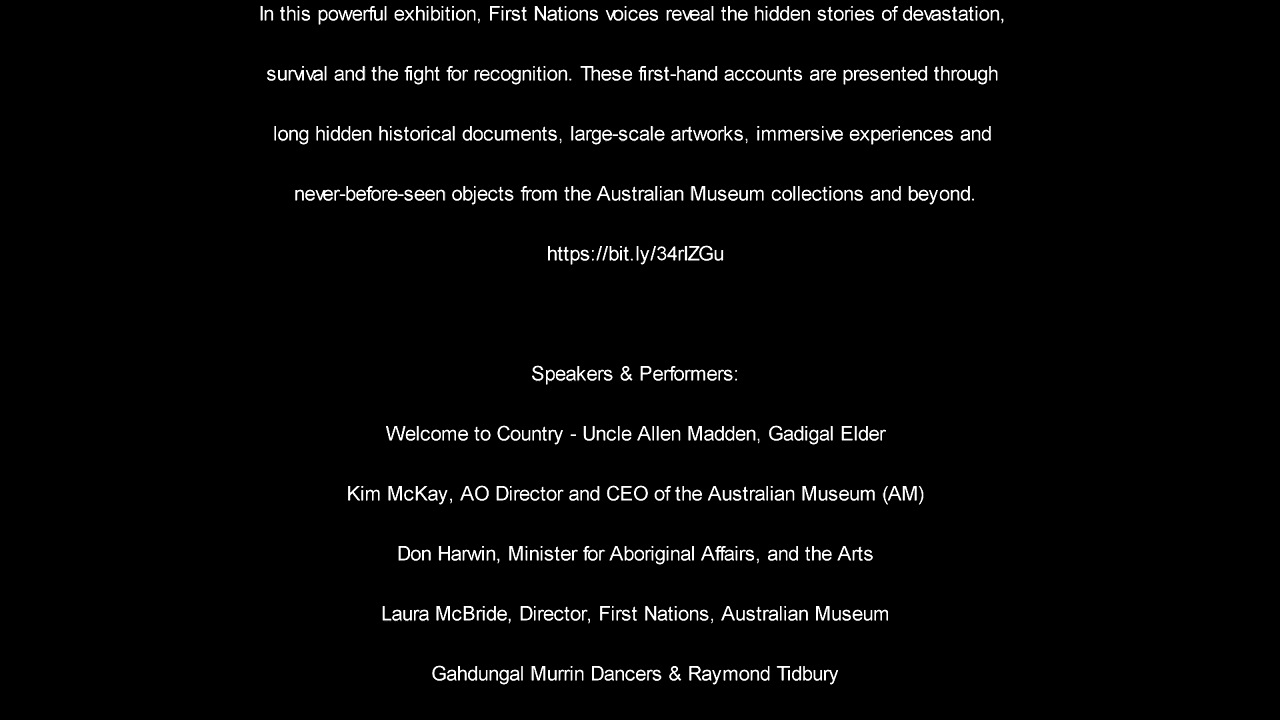 In this powerful exhibition, First Nations voices reveal the hidden stories of devastation,
survival and the fight for recognition. These first-hand accounts are presented through
long hidden historical documents, large-scale artworks, immersive experiences and
never-before-seen objects from the Australian Museum collections and beyond.
https://bit.ly/34rlZGu
Speakers & Performers:
Welcome to Country - Uncle Allen Madden, Gadigal Elder
Kim McKay, AO Director and CEO of the Australian Museum (AM)
Don Harwin, Minister for Aboriginal Affairs, and the Arts
Laura McBride, Director, First Nations, Australian Museum
Gahdungal Murrin Dancers & Raymond Tidbury